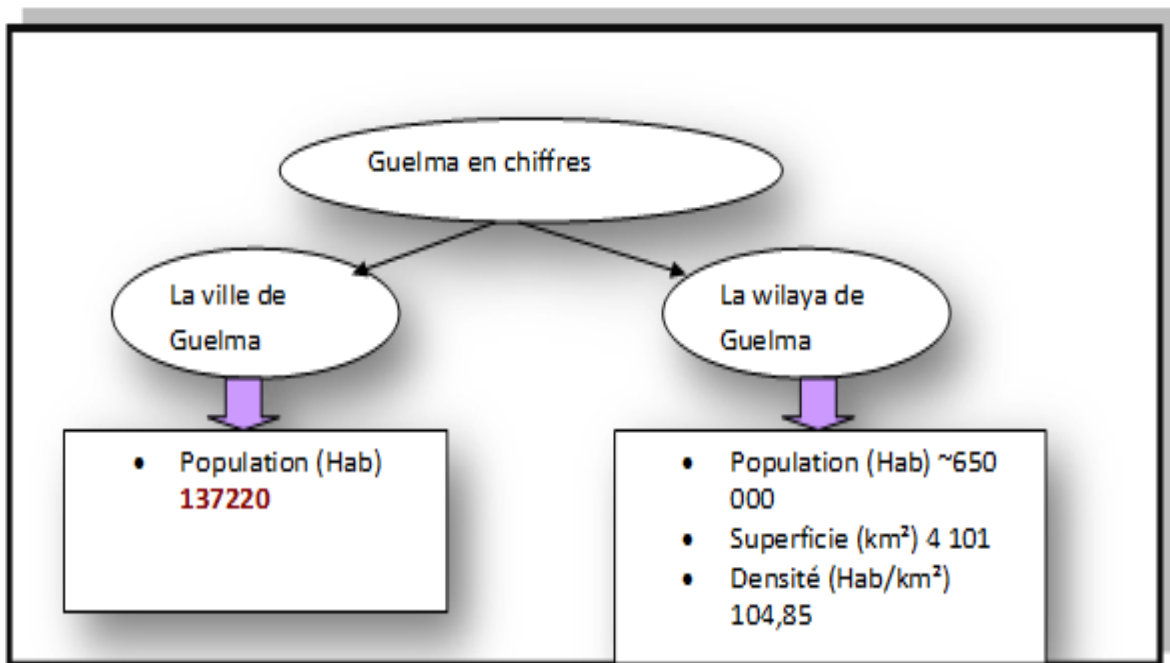 Guelma en chiffres
La ville de
Guelma
La wilaya de
Guelma
• Population (Hab)
137220
• Population (Hab) ~650
000
• Superficie (km²) 4 101
• Densité (Hab/km²)
104,85